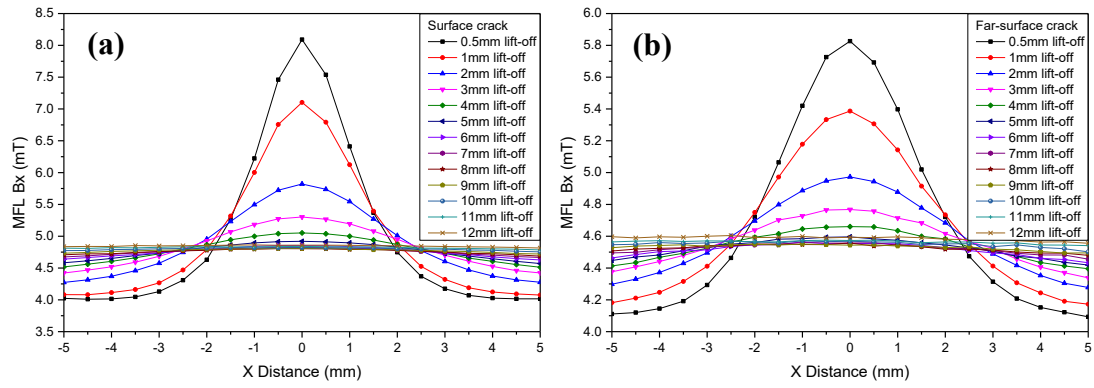 (a)
MFL Bx (mT)
8.5
8.0
7.5
7.0
6.5
6.0
5.5
5.0
4.5
4.0
3.5
-5 -4 -3 -2 -1 0 1 2 3 4 5
X Distance (mm)
Surface crack
0.5mm lift-off
1mm lift-off
2mm lift-off
3mm lift-off
4mm lift-off
5mm lift-off
6mm lift-off
7mm lift-off
8mm lift-off
9mm lift-off
10mm lift-off
11mm lift-off
12mm lift-off
(b)
MFL Bx (mT)
6.0
5.8
5.6
5.4
5.2
5.0
4.8
4.6
4.4
4.2
4.0
-5 -4 -3 -2 -1 0 1 2 3 4 5
X Distance (mm)
Far-surface crack
0.5mm lift-off
1mm lift-off
2mm lift-off
3mm lift-off
4mm lift-off
5mm lift-off
6mm lift-off
7mm lift-off
8mm lift-off
9mm lift-off
10mm lift-off
11mm lift-off
12mm lift-off